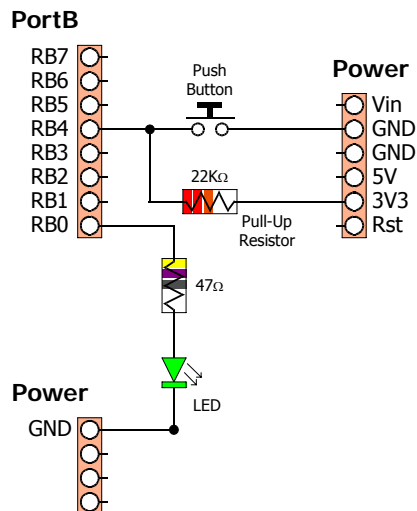 PortB
RB7
RB6
RB5
RB4
RB3
RB2
RB1
RB0
Push
Button
Power
Vin
GND
GND
5V
3V3
Rst
22KΩ
Pull-Up
Resistor
47Ω
LED
Power
GND